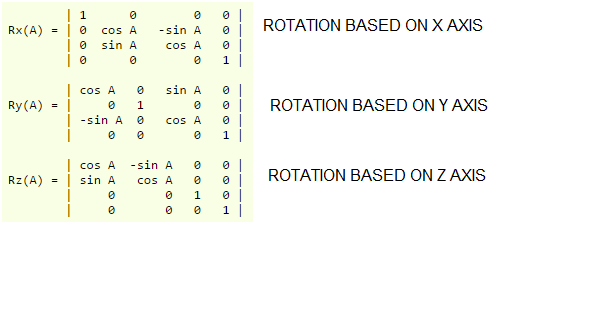 | 1 0 0 0 |
Rx(A) = | 0 cos A -sin A 0 | ROTATION BASED ON X AXIS
| 0 sin A cos A 0 |
| 0 0 0 1 |
| cos A 0 sin A 0 |
Ry(A) = | 0 1 0 0 | ROTATION BASED ON Y AXIS
| -sin A 0 cos A 0 |
| 0 0 0 1 |
| cos A -sin A 0 0 |
Rz(A) = | sin A cos A 0 0 | ROTATION BASED ON Z AXIS
| 0 0 1 0 |
| 0 0 0 1 |